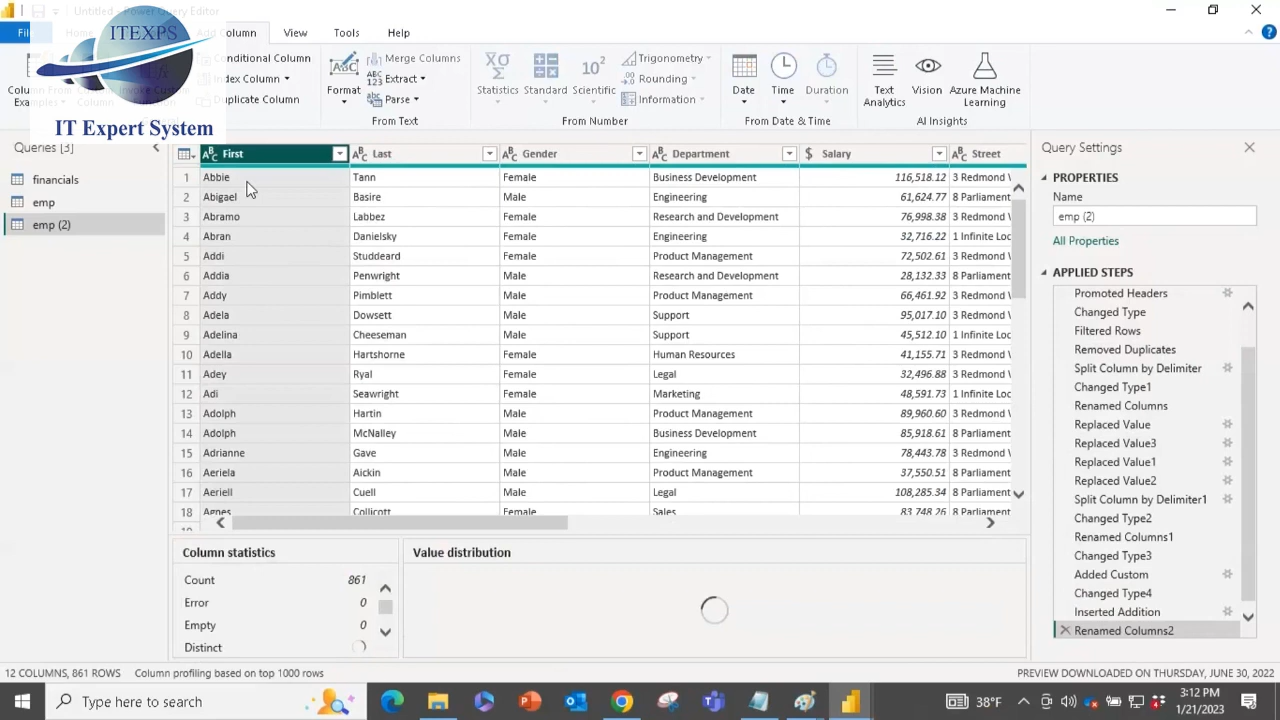 Power Query Editor
File
Home
Add Column
View
Tools
Help
ITEXPS
IT Expert System
Column From
Examples
Column
Invoke Custom
Conditional Column
Index Column
Duplicate Column
Format
Merge Columns
Extract
Parse
From Text
Statistics
Standard
Scientific
Trigonometry
Rounding
Information
From Number
Date
Time
Duration
From Date & Time
Text
Analytics
Vision
Azure Machine
Learning
AI Insights
Queries [3]
financials
emp
emp (2)
First Last Gender Department Salary Street
1 Abbie Tann Female Business Development 116,518.12 3 Redmond
2 Abigael Basire Male Engineering 61,624.77 8 Parliamen
3 Abramo Labbez Female Research and Development 76,998.38 3 Redmond
4 Abran Danielsky Female Engineering 32,716.22 1 Infinite Loo
5 Addi Studdeard Female Product Management 72,502.61 3 Redmond
6 Addia Penwright Male Research and Development 28,132.33 8 Parliamen
7 Addy Pimblett Male Product Management 66,461.92 3 Redmond
8 Adela Dowsett Male Support 95,017.10 3 Redmond
9 Adelina Cheeseman Male Support 45,512.10 1 Infinite Loo
10 Adella Hartshorne Female Human Resources 41,155.71 3 Redmond
11 Adey Ryal Female Legal 32,496.88 3 Redmond
12 Adi Seawright Female Marketing 48,591.73 1 Infinite Loo
13 Adolph Hartin Male Product Management 89,960.60 3 Redmond
14 Adolph McNalley Male Business Development 85,918.61 8 Parliament
15 Adrianne Gave Male Engineering 78,443.78 3 Redmond
16 Aeriela Aickin Male Product Management 37,550.51 8 Parliament
17 Aeriell Cuell Male Legal 108,285.34 8 Parliament
18 Agnes Collicott Female Sales 83,748.26 8 Parliament
19
Column statistics
Count 861
Error 0
Empty 0
Distinct
Value distribution
Query Settings
PROPERTIES
Name
emp (2)
All Properties
APPLIED STEPS
Promoted Headers
Changed Type
Filtered Rows
Removed Duplicates
Split Column by Delimiter
Changed Type1
Renamed Columns
Replaced Value
Replaced Value3
Replaced Value1
Replaced Value2
Split Column by Delimiter1
Changed Type2
Renamed Columns1
Changed Type3
Added Custom
Changed Type4
Inserted Addition
Renamed Columns2
12 COLUMNS, 861 ROWS
Column profiling based on top 1000 rows
PREVIEW DOWNLOADED ON THURSDAY, JUNE 30, 2022
Type here to search
38°F
3:12 PM
1/21/2023